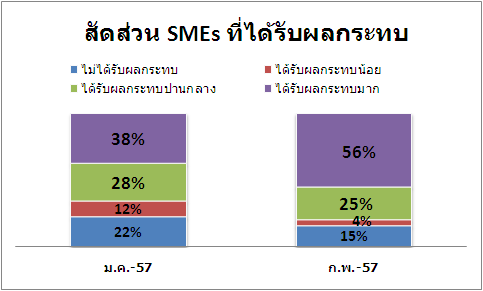 สัดส่วน SMEs ที่ได้รับผลกระทบ
ไม่ได้รับผลกระทบ ได้รับผลกระทบน้อย
ได้รับผลกระทบปานกลาง ได้รับผลกระทบมาก
38% 56%
28% 25%
12% 4%
22% 15%
ม.ค.-57 ก.พ.-57